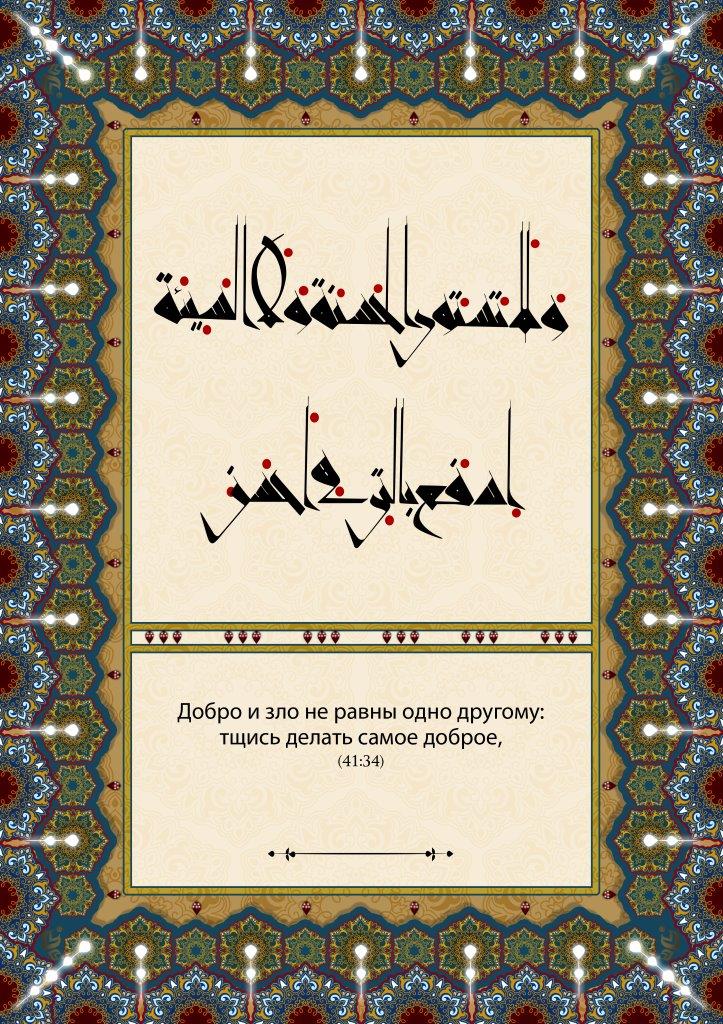 ولا تستوي الحسنة ولا السيئة
ادفع بالتي هي أحسن
Добро и зло не равны одно другому:
тщись делать самое доброе,
(41:34)